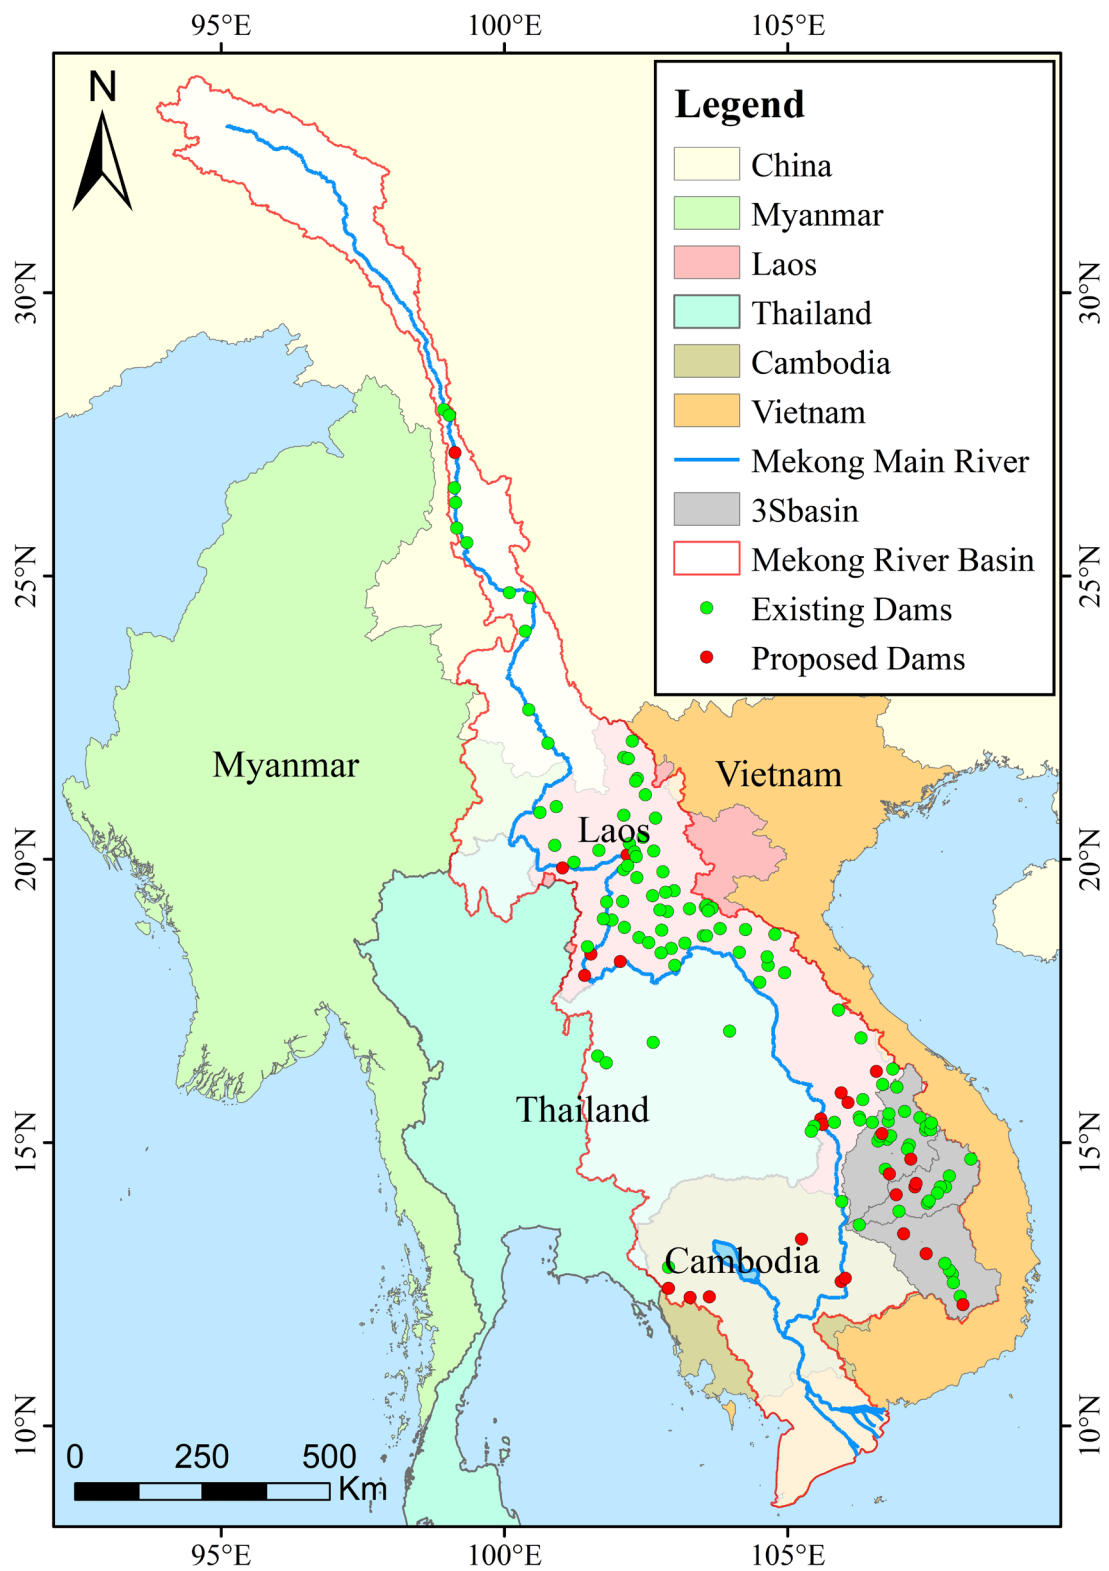 95°E 100°E 105°E
N
Legend
China
Myanmar
Laos
Thailand
Cambodia
Vietnam
Mekong Main River
3Sbasin
Mekong River Basin
Existing Dams
Proposed Dams
30°N 30°N
25°N 25°N
Myanmar Vietnam
Laos
20°N 20°N
Thailand
15°N 15°N
Cambodia
10°N 10°N
0 250 500
Km
95°E 100°E 105°E